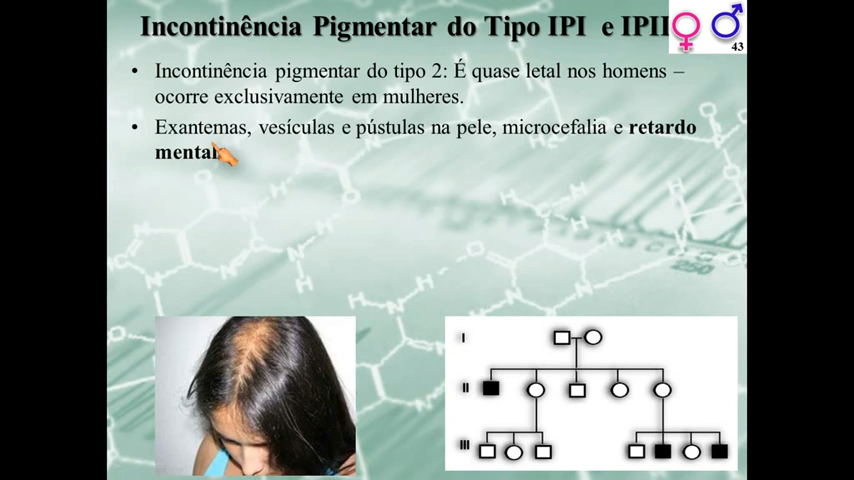 Incontinência Pigmentar do Tipo IPI e IPII
43
• Incontinência pigmentar do tipo 2: É quase letal nos homens –
ocorre exclusivamente em mulheres.
• Exantemas, vesículas e pústulas na pele, microcefalia e retardo
mental
250
I
II
III